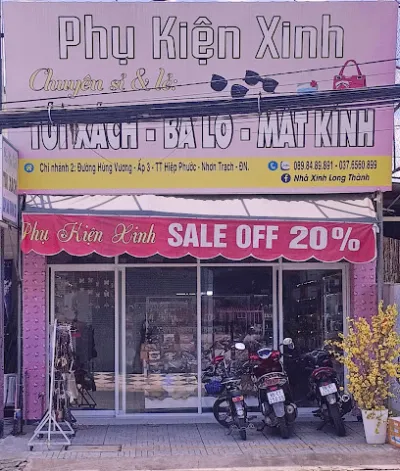 Phụ Kiện Xinh
Chuyên sỉ & lẻ:
TÚI XÁCH - BA LO - MẮT KÍNH
Chi nhánh 2: Đường Hùng Vương - Ấp 3 - TT Hiệp Phước - Nhơn Trạch - ĐN.
089.84.89.891 - 037.6560.899
Nhà Xinh Long Thành
Phụ Kiện Xinh SALE OFF 20%